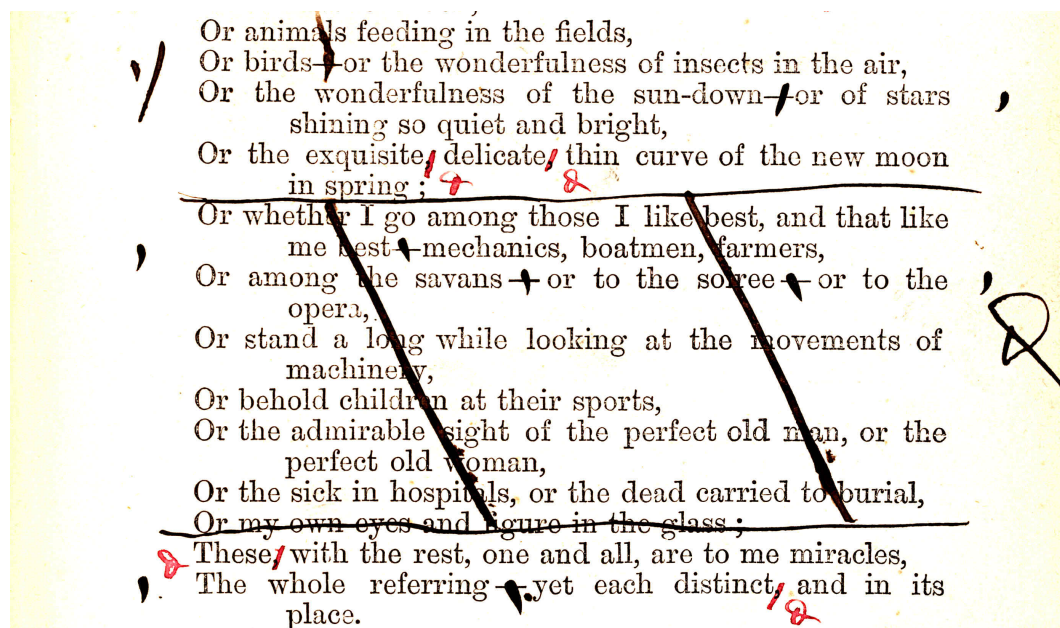 Or animals feeding in the fields,
Or birds—or the wonderfulness of insects in the air,
Or the wonderfulness of the sun-down—or of stars
shining so quiet and bright,
Or the exquisite, delicate, thin curve of the new moon
in spring;
Or whether I go among those I like best, and that like
me best—mechanics, boatmen, farmers,
Or among the savans—or to the soiree—or to the
opera,
Or stand a long while looking at the movements of
machinery,
Or behold children at their sports,
Or the admirable sight of the perfect old man, or the
perfect old woman,
Or the sick in hospitals, or the dead carried to burial,
Or my own eyes and figure in the glass;
These, with the rest, one and all, are to me miracles,
The whole referring—yet each distinct, and in its
place.